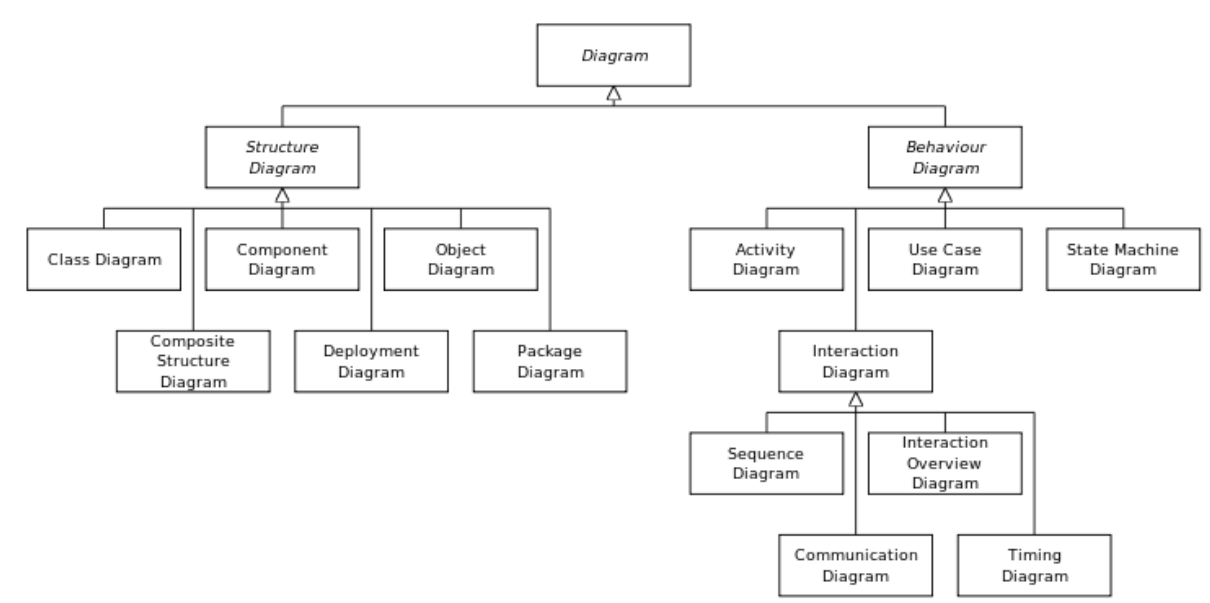 Diagram
Structure
Diagram
Behaviour
Diagram
Class Diagram
Component
Diagram
Object
Diagram
Activity
Diagram
Use Case
Diagram
State Machine
Diagram
Composite
Structure
Diagram
Deployment
Diagram
Package
Diagram
Interaction
Diagram
Sequence
Diagram
Interaction
Overview
Diagram
Communication
Diagram
Timing
Diagram